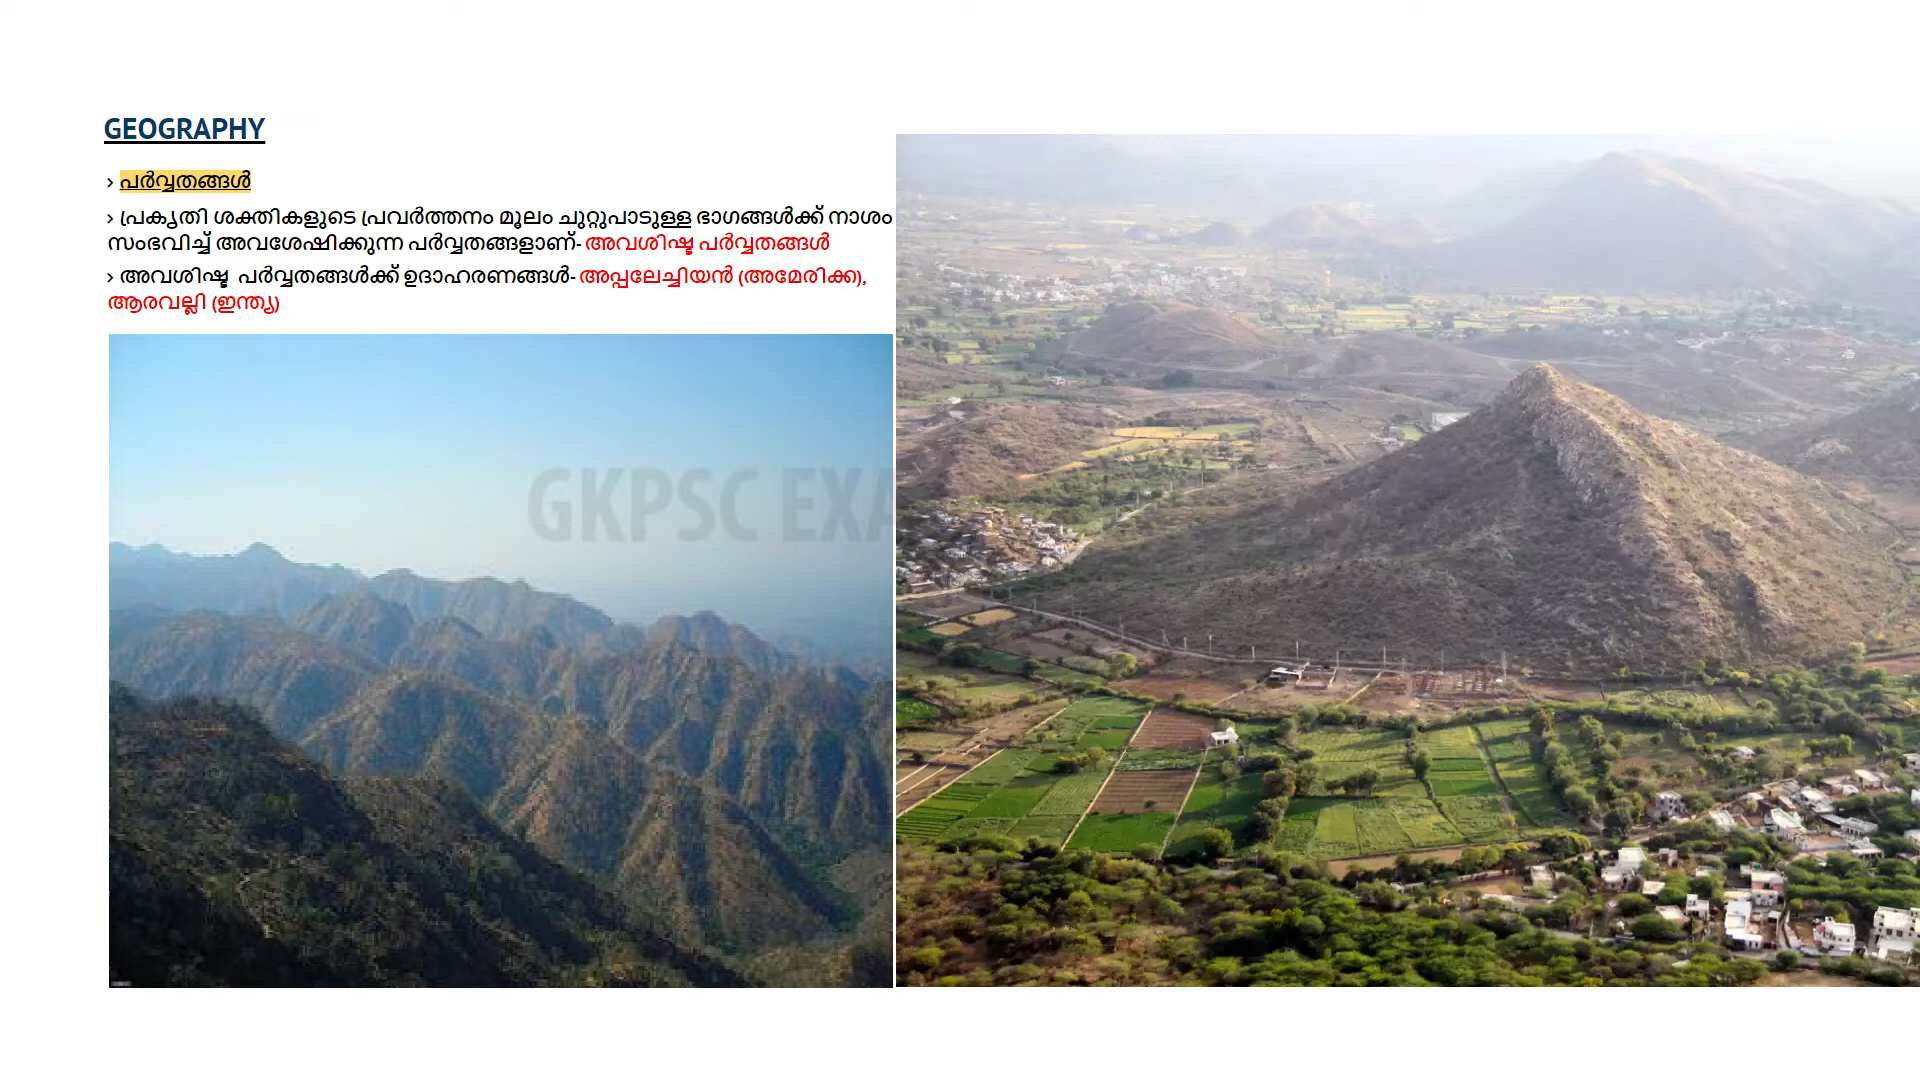 GEOGRAPHY
› പർവ്വതങ്ങൾ
› പ്രകൃതി ശക്തികളുടെ പ്രവർത്തനം മൂലം ചുറ്റുപാടുള്ള ഭാഗങ്ങൾക്ക് നാശം
സംഭവിച്ച് അവശേഷിക്കുന്ന പർവ്വതങ്ങളാണ്- അവശിഷ്ട പർവ്വതങ്ങൾ
› അവശിഷ്ട പർവ്വതങ്ങൾക്ക് ഉദാഹരണങ്ങൾ- അപ്പലേച്ചിയൻ (അമേരിക്ക),
ആരവല്ലി (ഇന്ത്യ)
GKPSC EXA